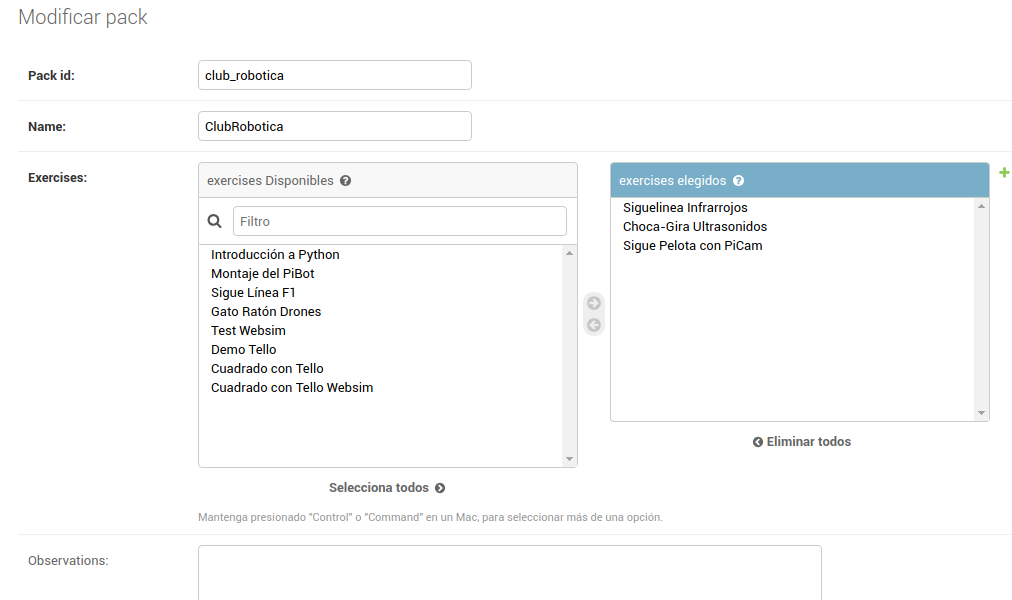 Modificar pack
Pack id:
club_robotica
Name:
ClubRobotica
Exercises:
exercises Disponibles
Filtro
Introducción a Python
Montaje del PiBot
Sigue Línea F1
Gato Ratón Drones
Test Websim
Demo Tello
Cuadrado con Tello
Cuadrado con Tello Websim
Selecciona todos
exercises elegidos
Siguelinea Infrarrojos
Choca-Gira Ultrasonidos
Sigue Pelota con PiCam
Eliminar todos
Mantenga presionado "Control" o "Command" en un Mac, para seleccionar más de una opción.
Observations: